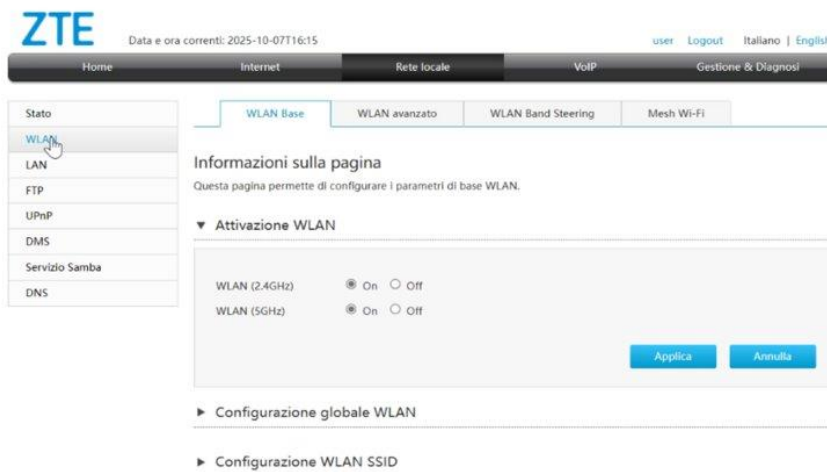 ZTE
Data e ora correnti: 2025-10-07T16:15
user Logout Italiano | English
Home Internet Rete locale VoIP Gestione & Diagnosi
Stato
WLAN
LAN
FTP
UPnP
DMS
Servizio Samba
DNS
WLAN Base WLAN avanzato WLAN Band Steering Mesh Wi-Fi
Informazioni sulla pagina
Questa pagina permette di configurare i parametri di base WLAN.
Attivazione WLAN
WLAN (2.4GHz) On Off
WLAN (5GHz) On Off
Applica Annulla
Configurazione globale WLAN
Configurazione WLAN SSID